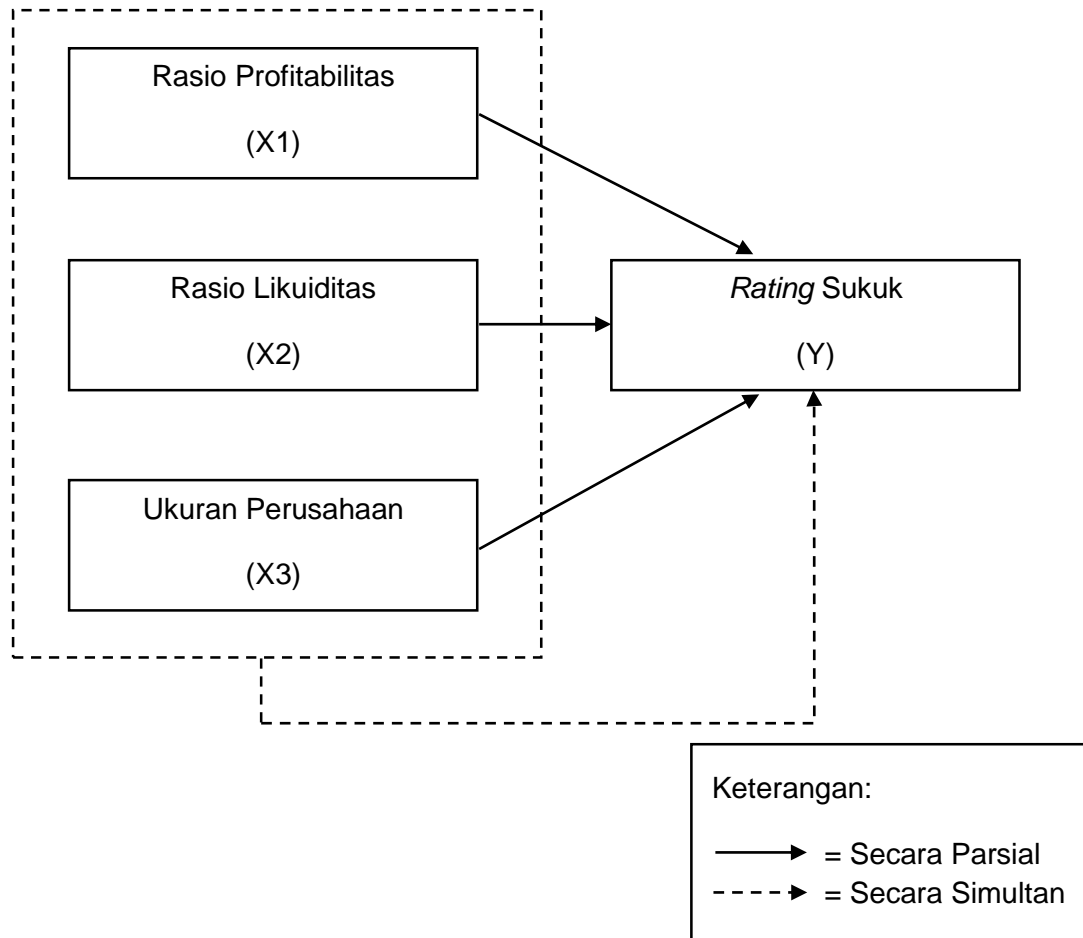 Rasio Profitabilitas
(X1)
Rasio Likuiditas
(X2)
Rating Sukuk
(Y)
Ukuran Perusahaan
(X3)
Keterangan:
= Secara Parsial
= Secara Simultan